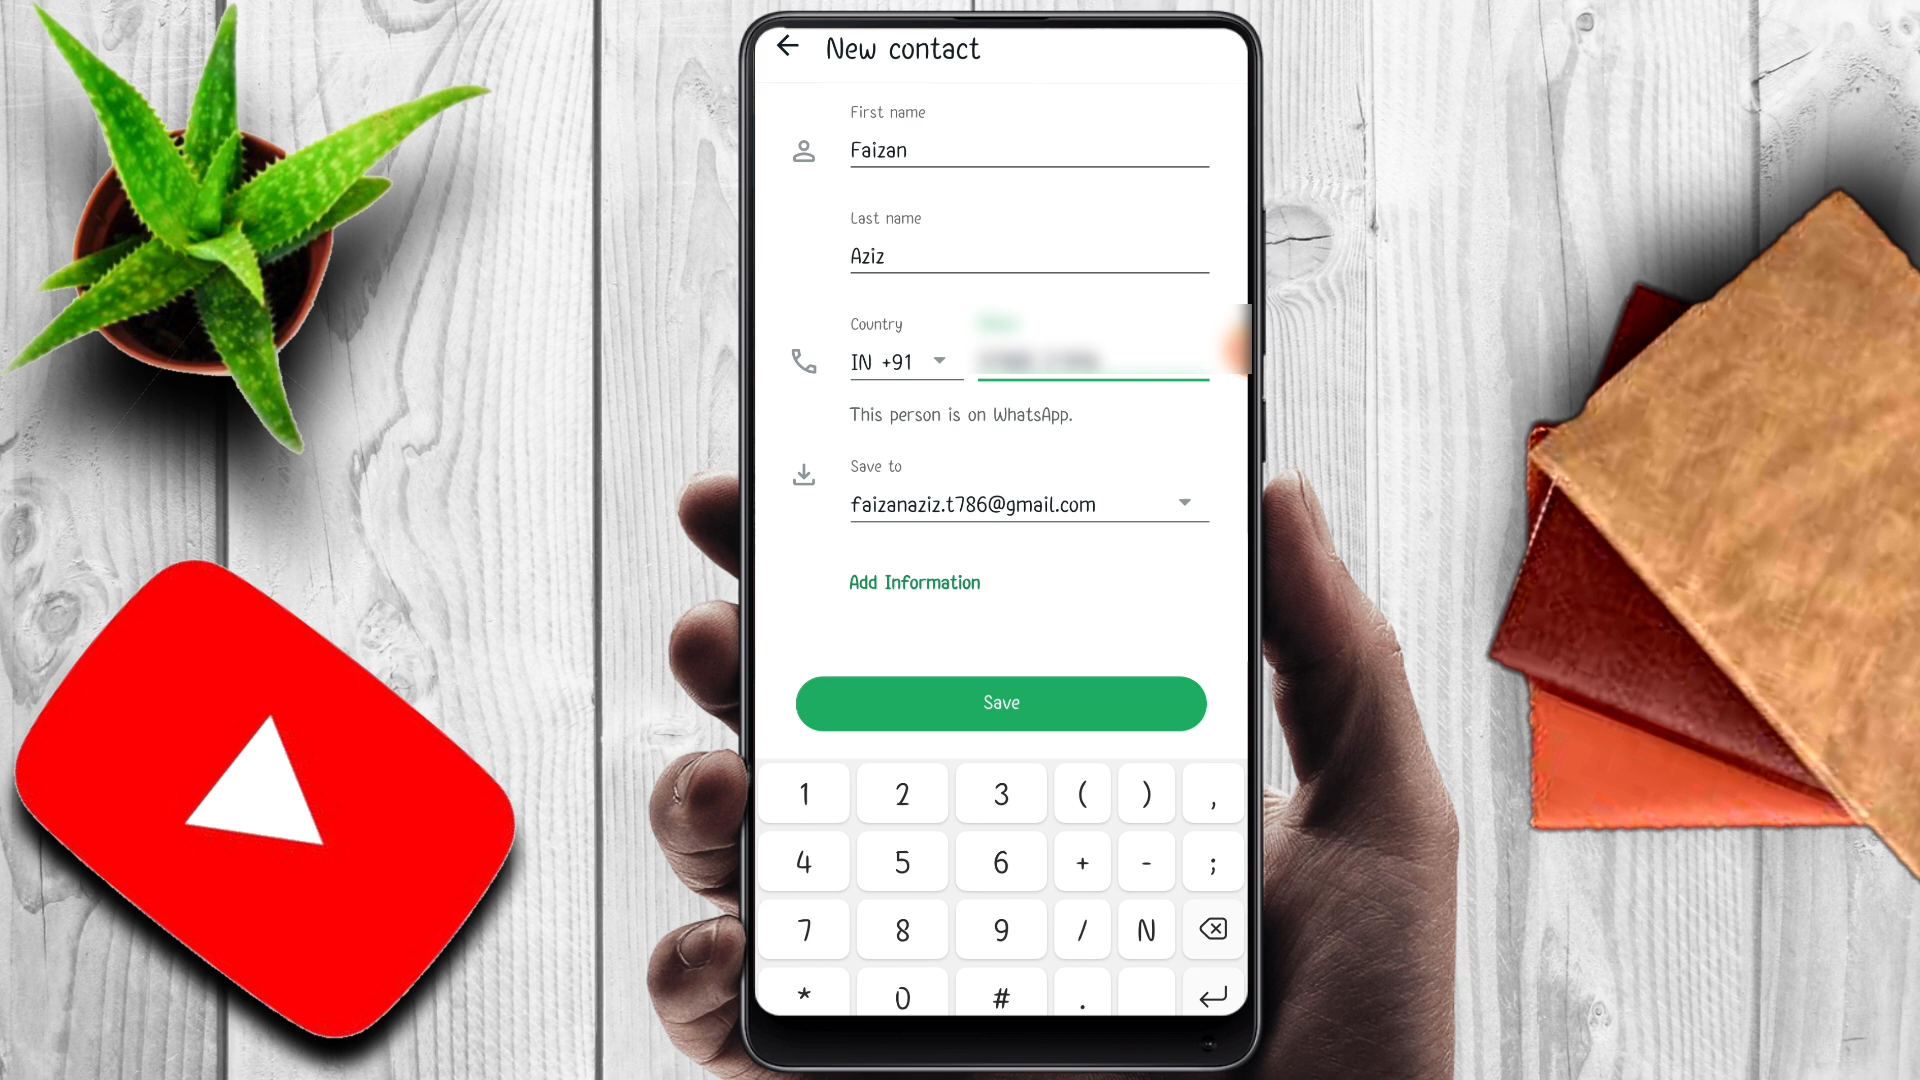 New contact
First name
Faizan
Last name
Aziz
Country
IN +91
This person is on WhatsApp.
Save to
faizanaziz.t786@gmail.com
Add Information
Save
1 2 3 ( ) ,
4 5 6 + - ;
7 8 9 / N
* 0 # .